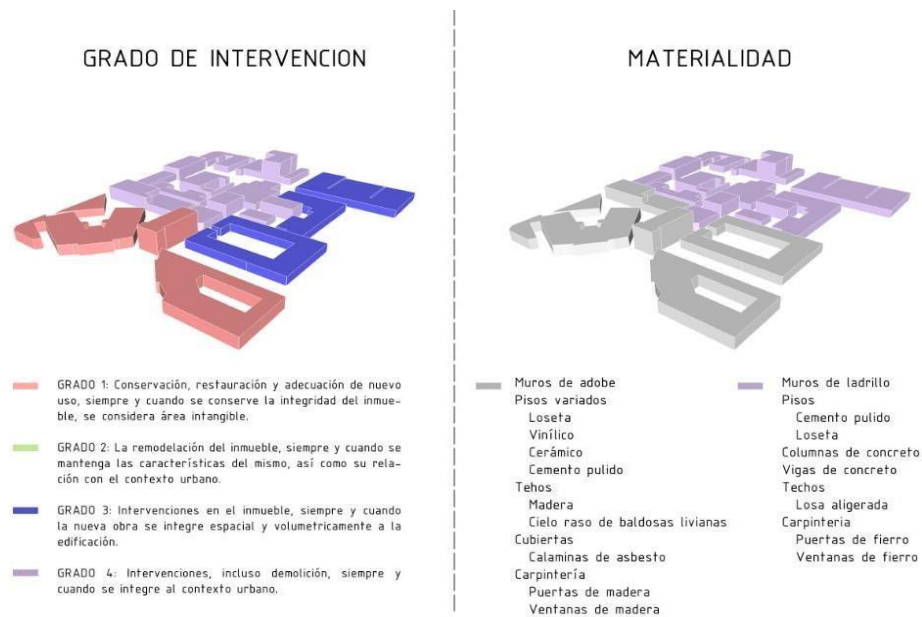 GRADO DE INTERVENCION
GRADO 1: Conservación, restauración y adecuación de nuevo
uso, siempre y cuando se conserve la integridad del inmue-
ble, se considera área intangible.
GRADO 2: La remodelación del inmueble, siempre y cuando se
mantenga las características del mismo, así como su rela-
ción con el contexto urbano.
GRADO 3: Intervenciones en el inmueble, siempre y cuando
la nueva obra se integre espacial y volumetricamente a la
edificación.
GRADO 4: Intervenciones, incluso demolición, siempre y
cuando se integre al contexto urbano.
MATERIALIDAD
Muros de adobe
Pisos variados
Loseta
Vinílico
Cerámico
Cemento pulido
Tehos
Madera
Cielo raso de baldosas livianas
Cubiertas
Calaminas de asbesto
Carpintería
Puertas de madera
Ventanas de madera
Muros de ladrillo
Pisos
Cemento pulido
Loseta
Columnas de concreto
Vigas de concreto
Techos
Losa aligerada
Carpinteria
Puertas de fierro
Ventanas de fierro